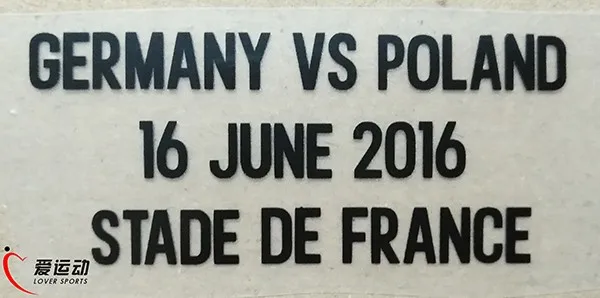 GERMANY VS POLAND
16 JUNE 2016
STADE DE FRANCE
爱运动
LOVER SPORTS